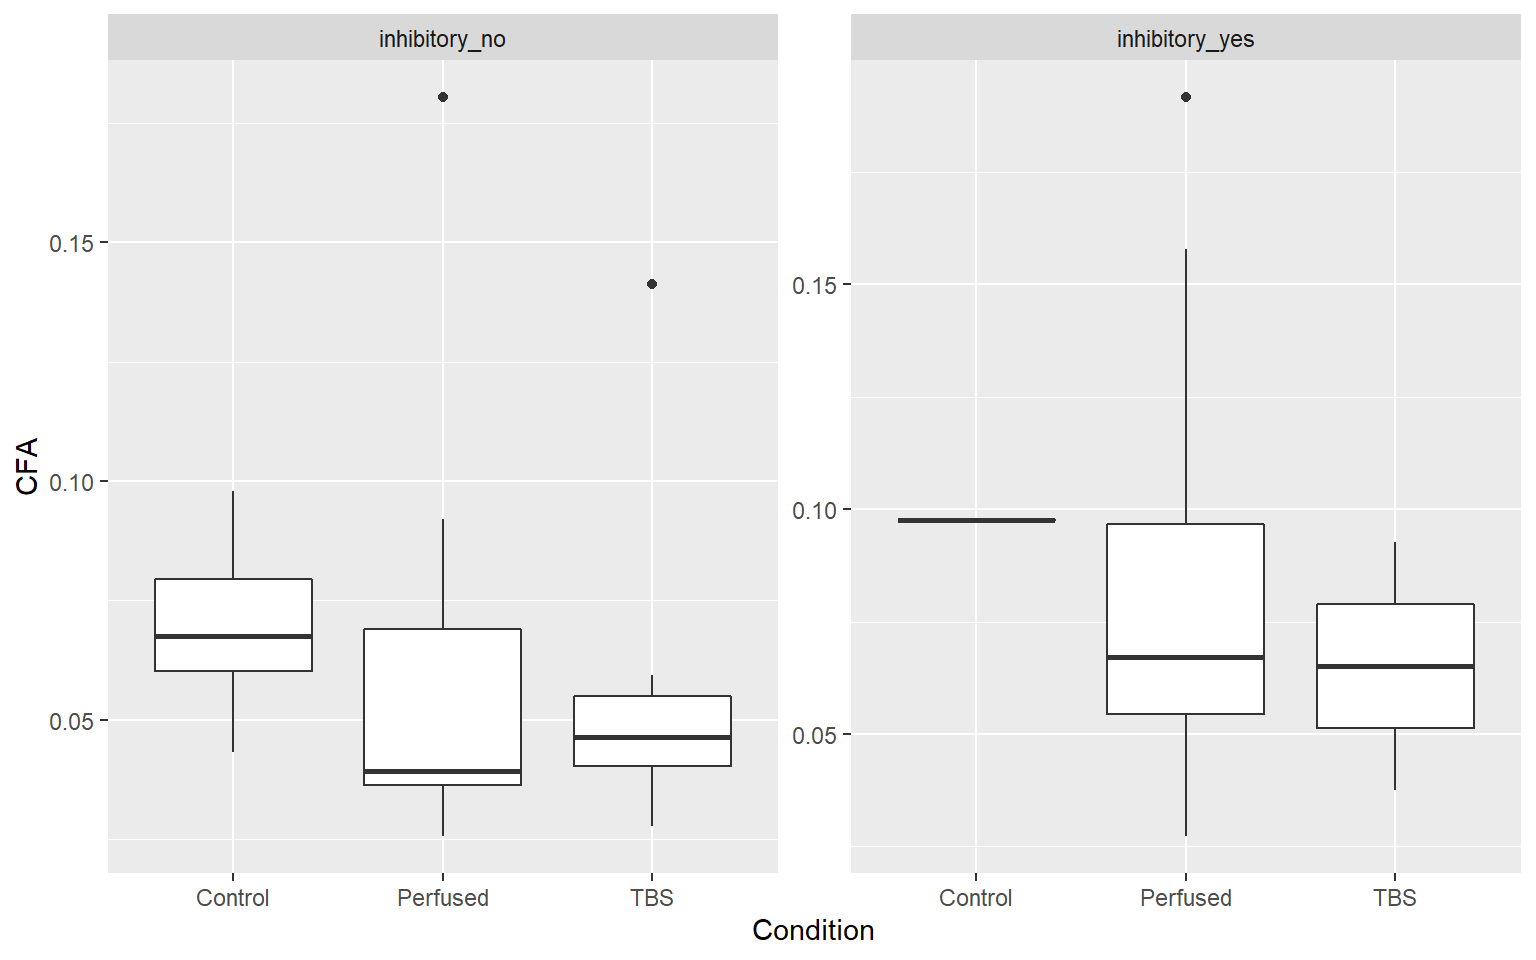 inhibitory_no
inhibitory_yes
CFA
0.15
0.10
0.05
0.15
0.10
0.05
Control
Perfused
TBS
Control
Perfused
TBS
Condition